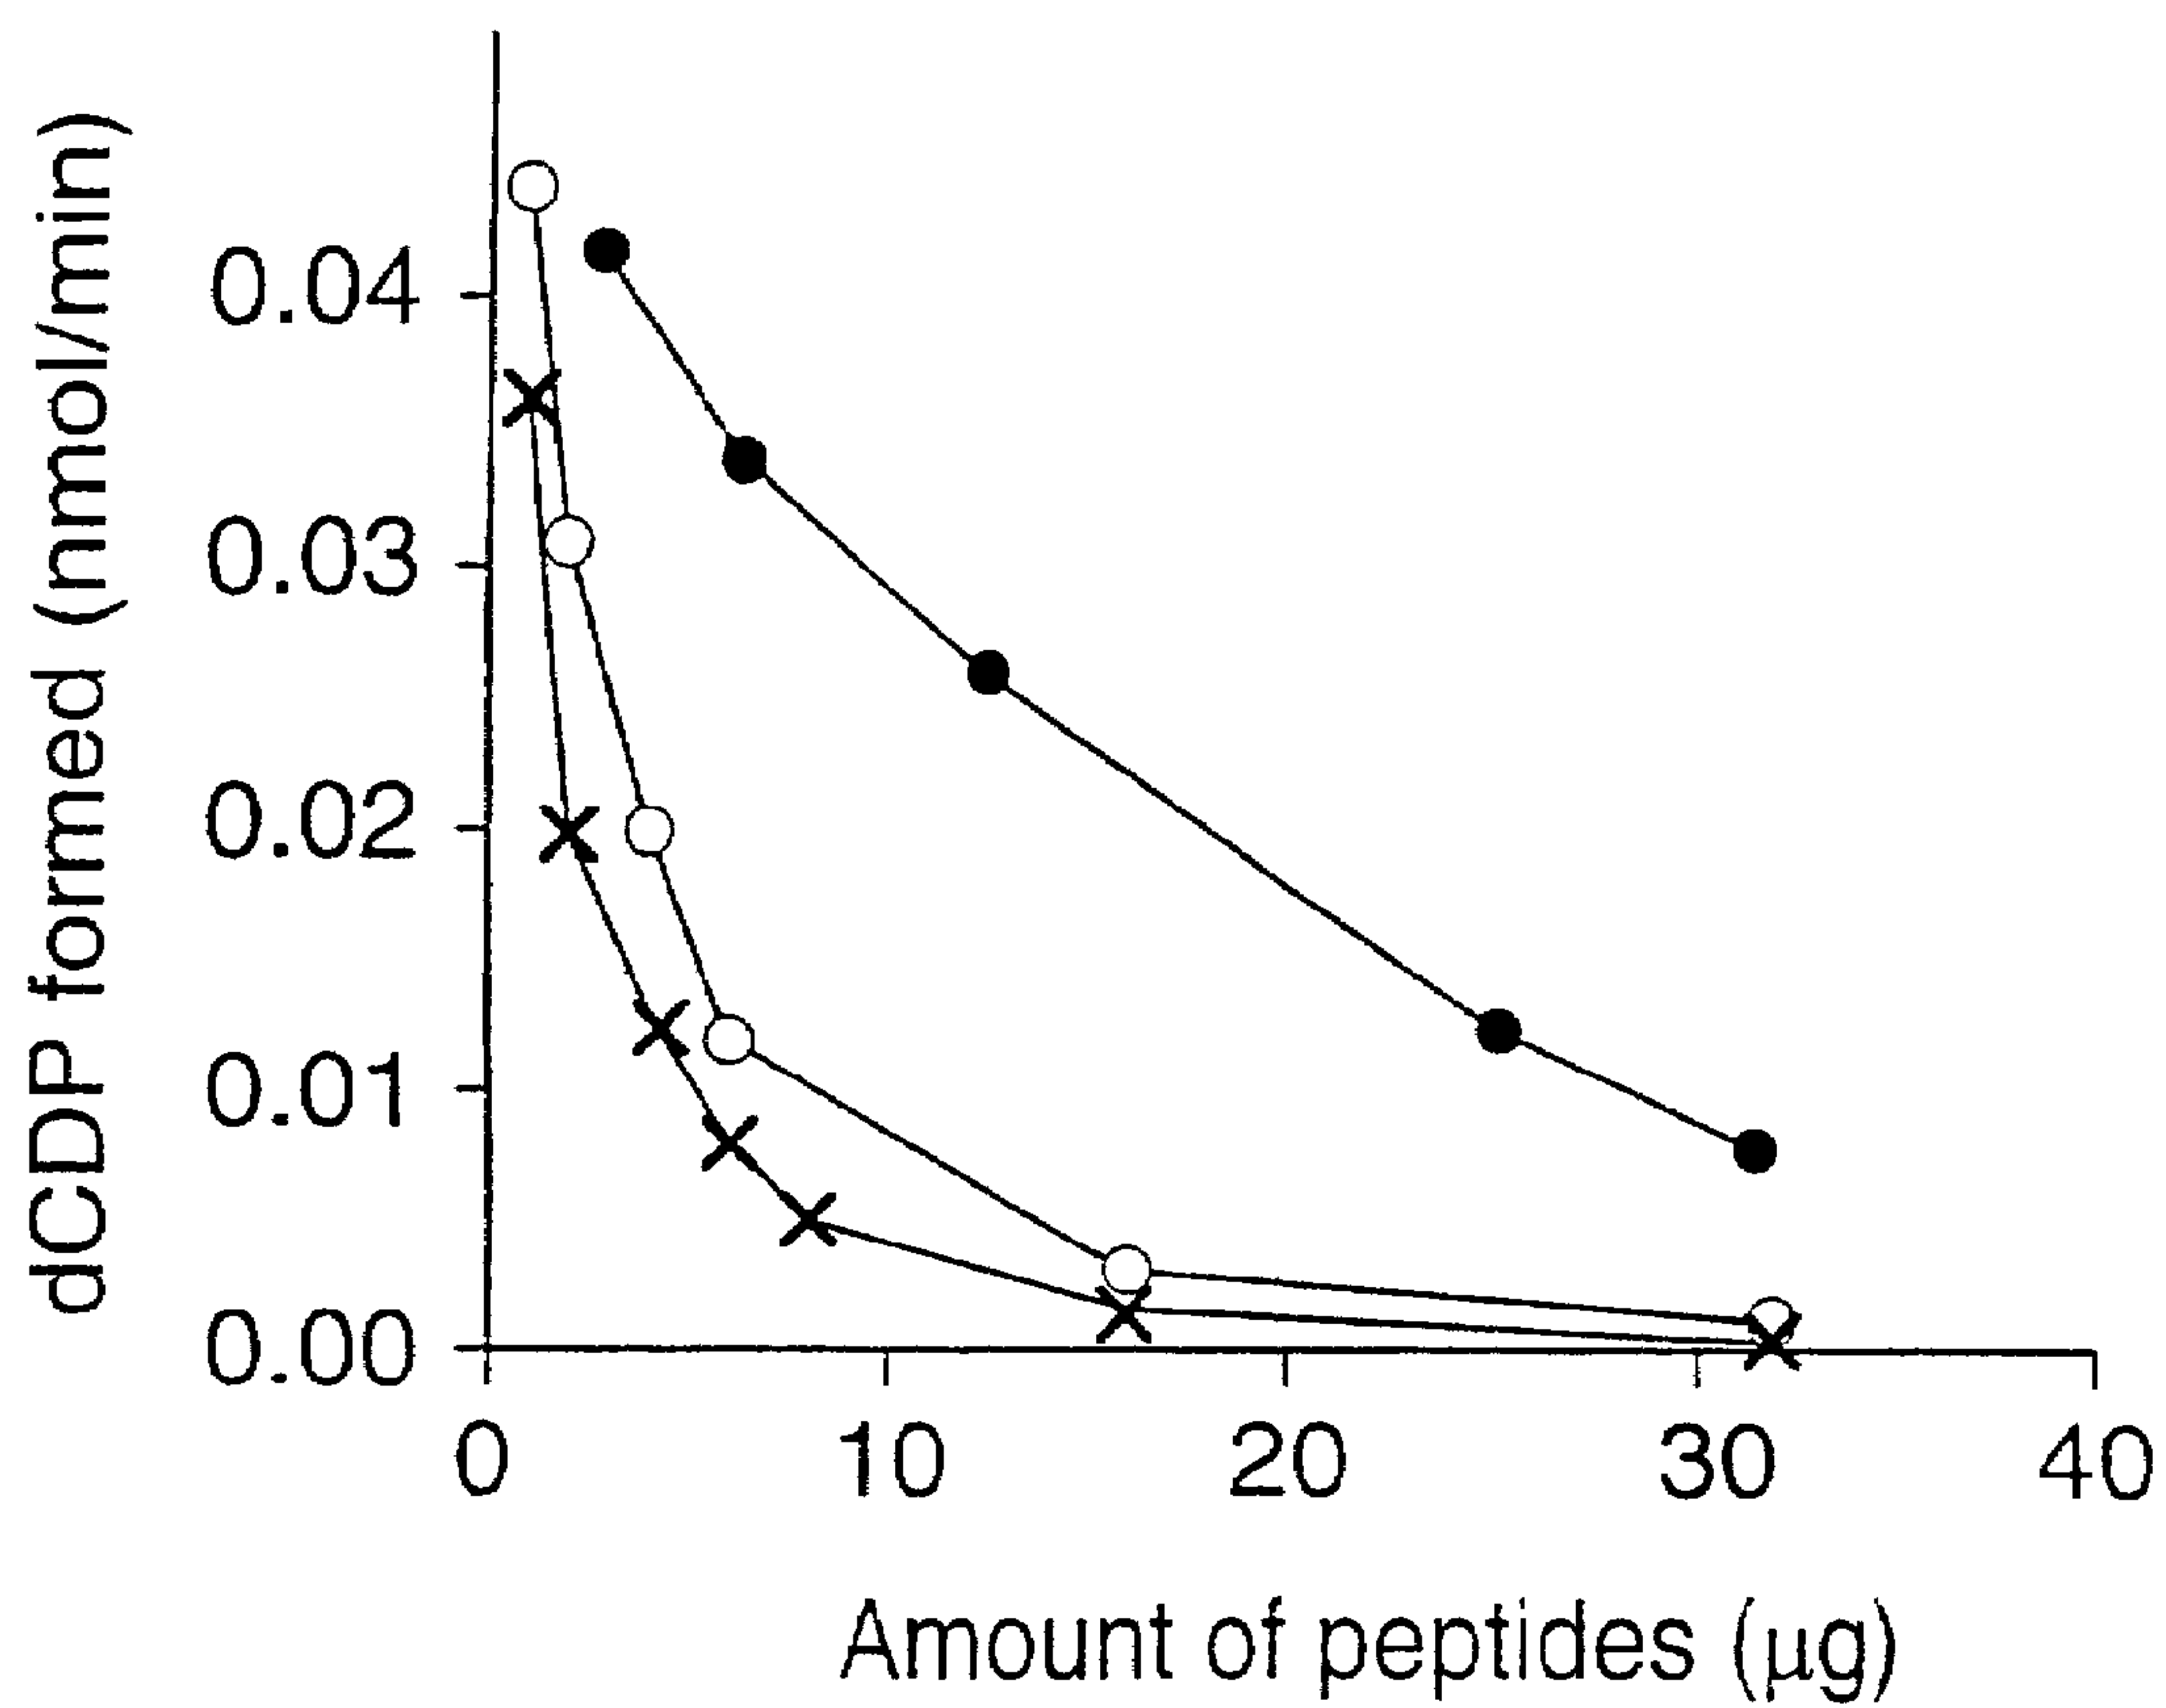 dCDP formed (nmol/min)
0.04
0.03
0.02
0.01
0.00
0 10 20 30 40
Amount of peptides (µg)